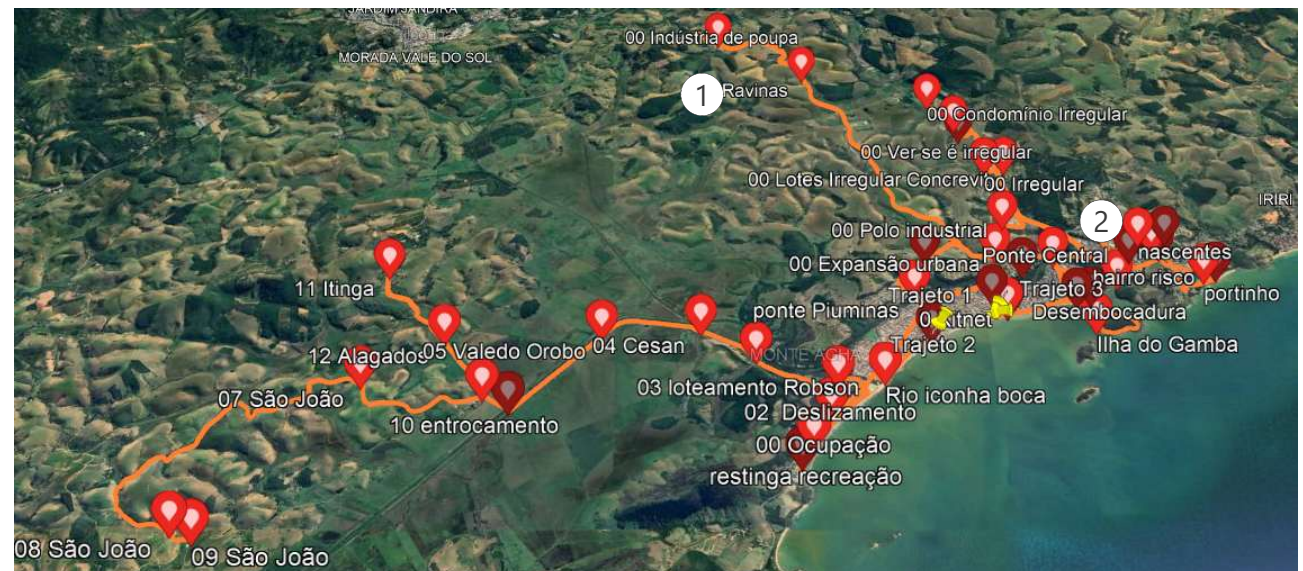 JARDIM JANDIRA
MORADA VALE DO SOL
00 Indústria de poupa
1
Ravinas
00 Condomínio Irregular
00 Ver se é irregular
00 Lotes Irregular Concrevi
00 Irregular
IRIRI
2
00 Polo industrial
Ponte Central
nascentes
00 Expansão urbana
bairro risco
portinho
11 Itinga
Trajeto 1
Trajeto 3
ponte Piuminas
Desembocadura
Trajeto 2
Ilha do Gamba
12 Alagados
05 Valedo Orobo
04 Cesan
MONTE AGHA
03 loteamento Robson
Rio iconha boca
07 São João
02 Deslizamento
10 entrocamento
00 Ocupação
restinga recreação
08 São João
09 São João